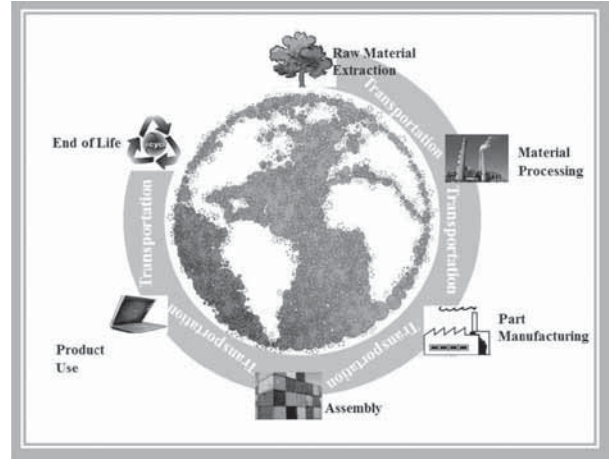 Raw Material
Extraction
Transportation
Material
Processing
Transportation
Part
Manufacturing
Transportation
Assembly
Transportation
Product
Use
Transportation
End of Life